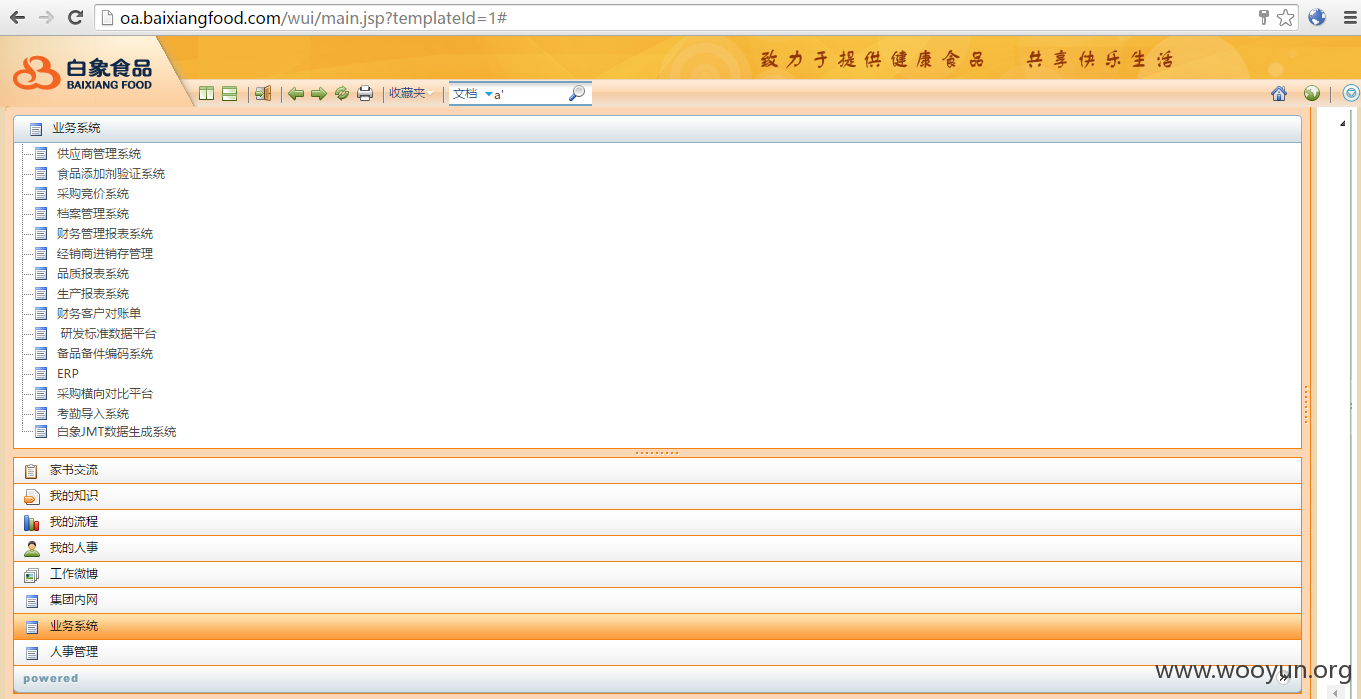 oa.baixiangfood.com/wui/main.jsp?templateId=1#
白象食品
BAIXIANG FOOD
致力于提供健康食品 共享快乐生活
收藏夹 文档 a'
业务系统
供应商管理系统
食品添加剂验证系统
采购竞价系统
档案管理系统
财务管理报表系统
经销商进销存管理
品质报表系统
生产报表系统
财务客户对账单
研发标准数据平台
备品备件编码系统
ERP
采购横向对比平台
考勤导入系统
白象JMT数据生成系统
家书交流
我的知识
我的流程
我的人事
工作微博
集团内网
业务系统
人事管理
powered
www.wooyun.org